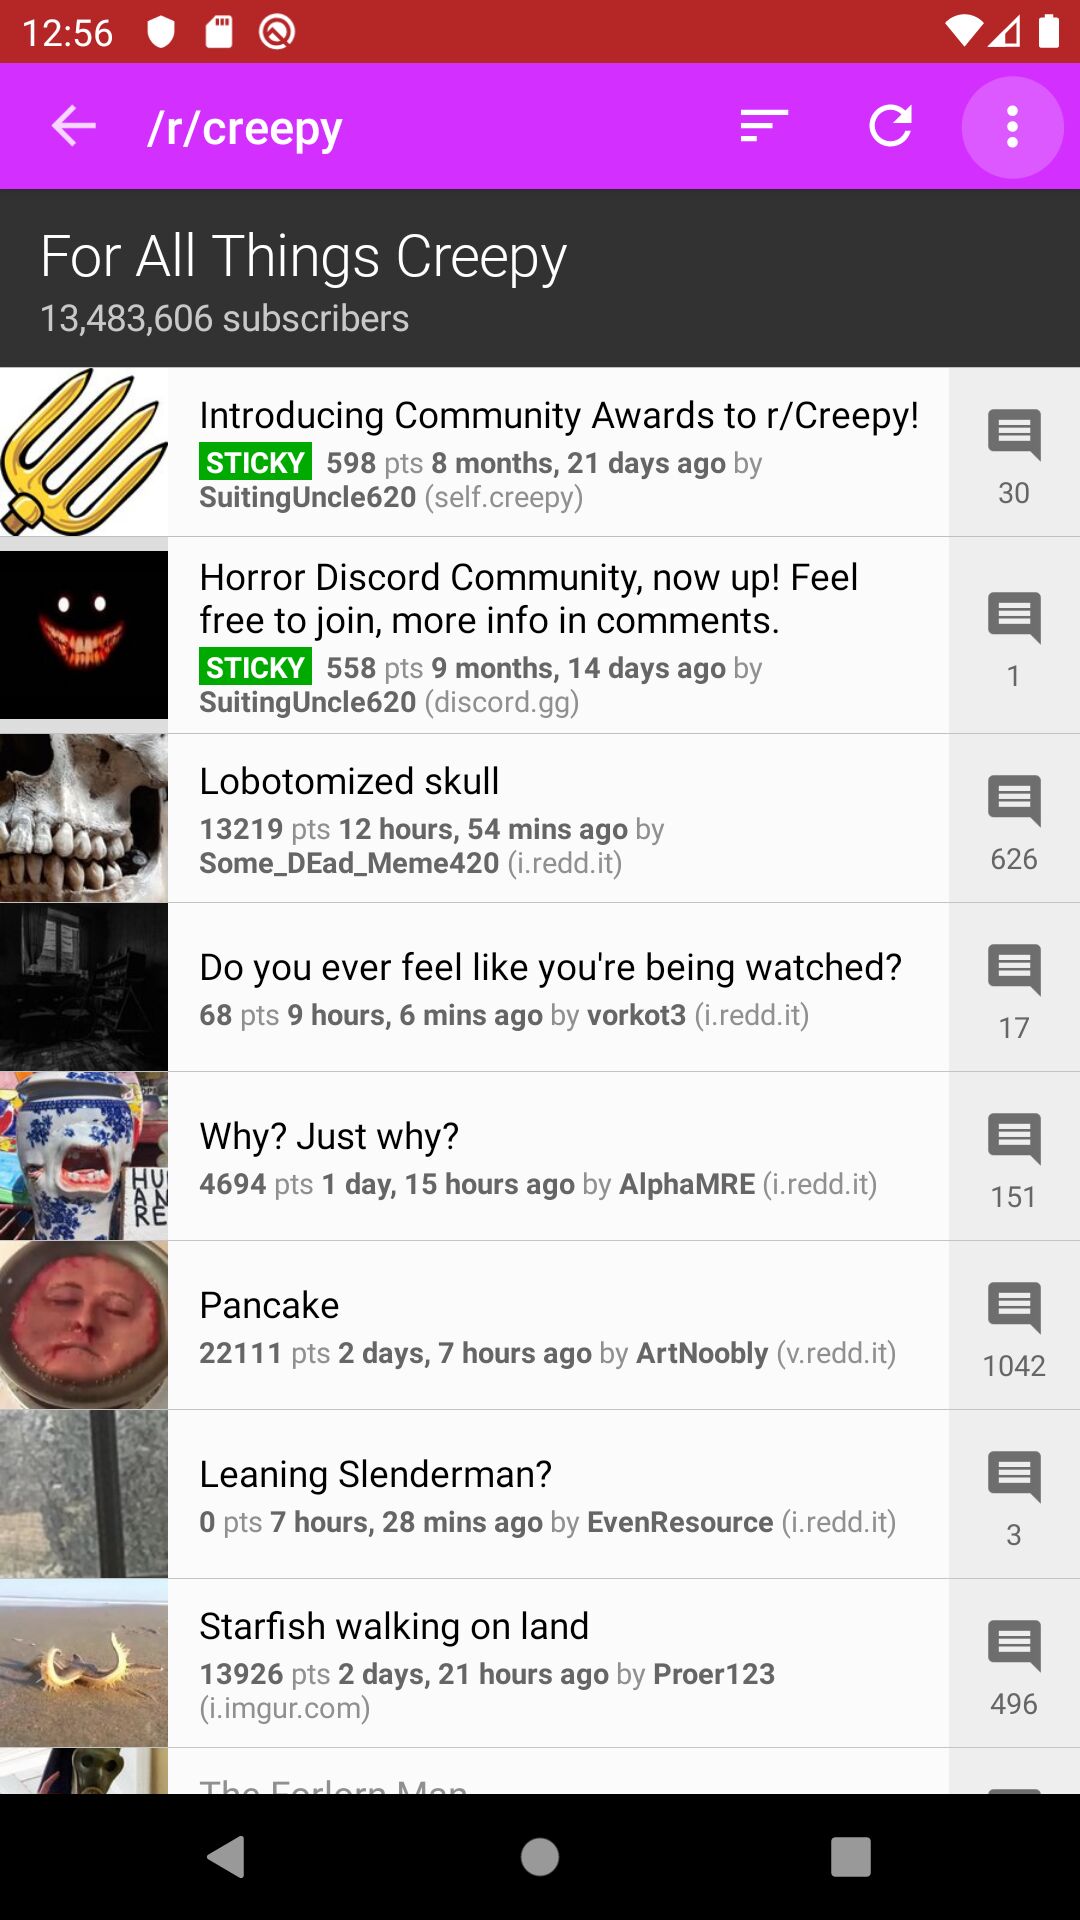 12:56
/r/creepy
For All Things Creepy
13,483,606 subscribers
Introducing Community Awards to r/Creepy!
STICKY 598 pts 8 months, 21 days ago by
SuitingUncle620 (self.creepy)
30
Horror Discord Community, now up! Feel
free to join, more info in comments.
STICKY 558 pts 9 months, 14 days ago by
SuitingUncle620 (discord.gg)
1
Lobotomized skull
13219 pts 12 hours, 54 mins ago by
Some_DEad_Meme420 (i.redd.it)
626
Do you ever feel like you're being watched?
68 pts 9 hours, 6 mins ago by vorkot3 (i.redd.it)
17
Why? Just why?
4694 pts 1 day, 15 hours ago by AlphaMRE (i.redd.it)
151
Pancake
22111 pts 2 days, 7 hours ago by ArtNoobly (v.redd.it)
1042
Leaning Slenderman?
0 pts 7 hours, 28 mins ago by EvenResource (i.redd.it)
3
Starfish walking on land
13926 pts 2 days, 21 hours ago by Proer123
(i.imgur.com)
496
The Forlorn Man